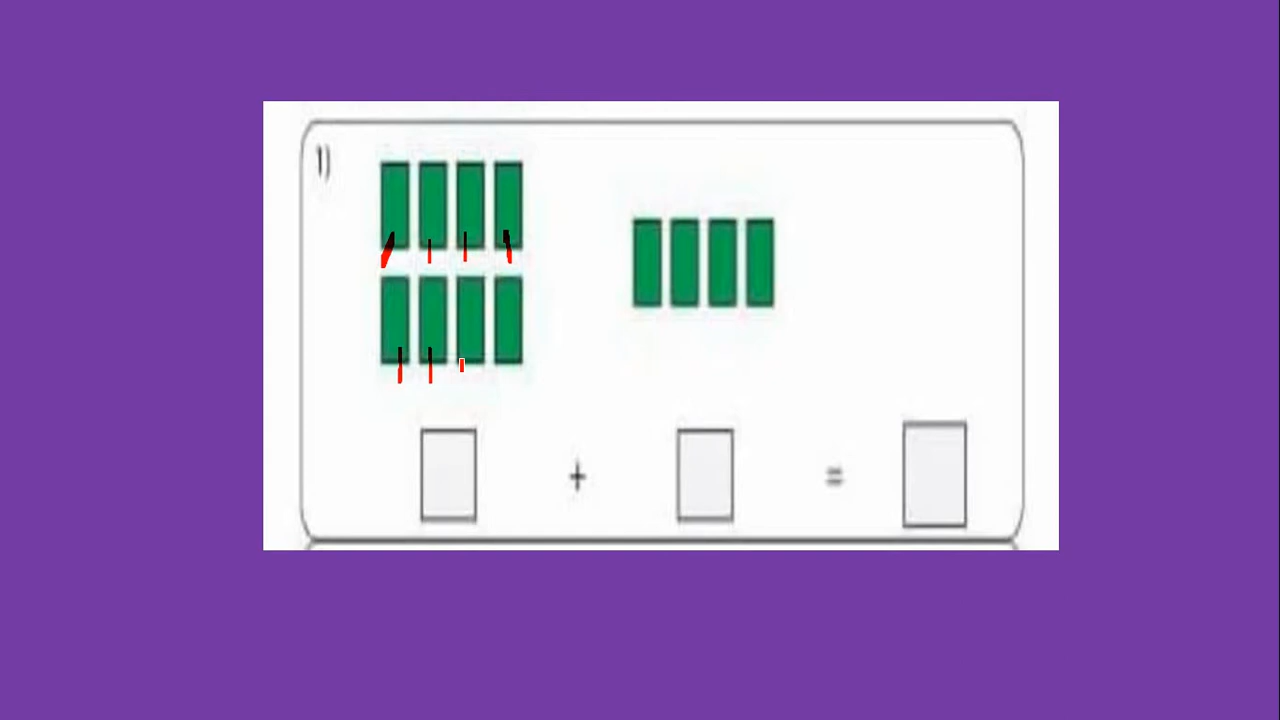 1)
+ =